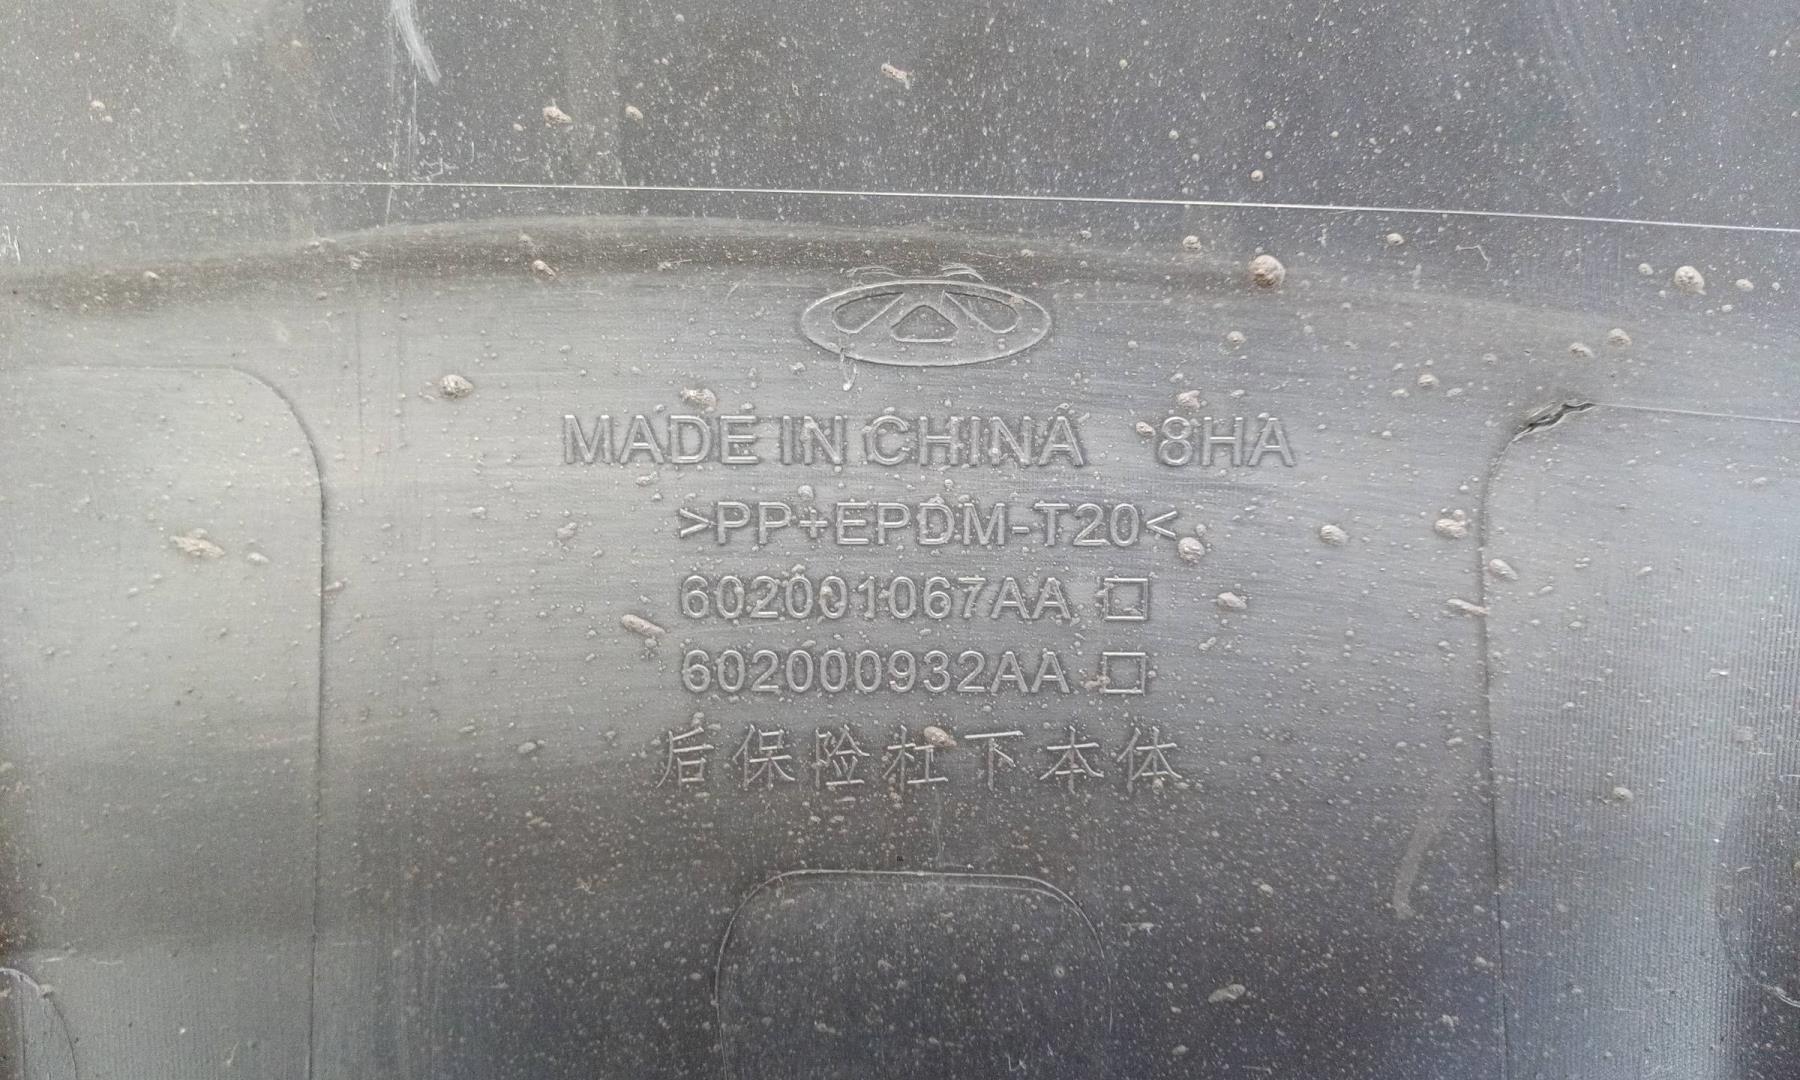 MADE IN CHINA 8HA
>PP+EPDM-T20<
602001067AA □
602000932AA □
后保险杠下本体